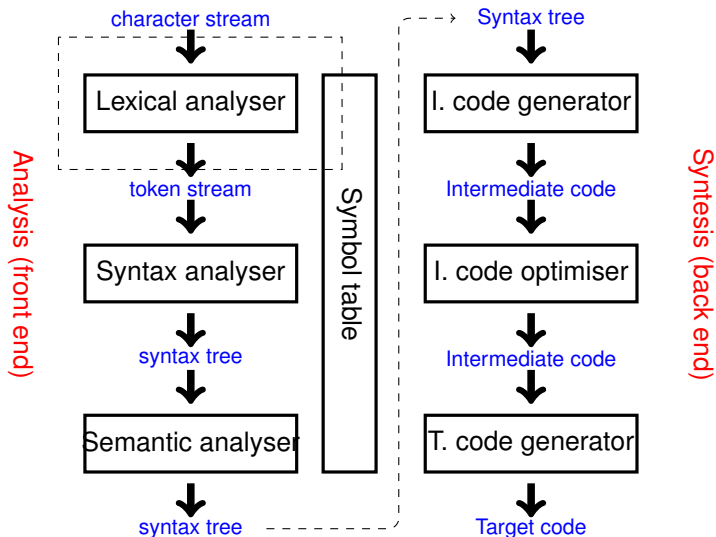 character stream
Lexical analyser
token stream
Syntax analyser
syntax tree
Semantic analyser
syntax tree
Analysis (front end)
Symbol table
Syntax tree
I. code generator
Intermediate code
I. code optimiser
Intermediate code
T. code generator
Target code
Syntesis (back end)